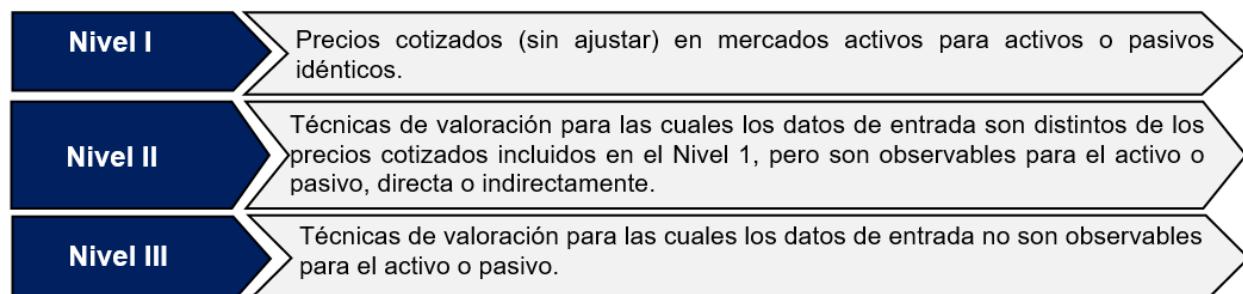 Nivel I
Precios cotizados (sin ajustar) en mercados activos para activos o pasivos
idénticos.
Nivel II
Técnicas de valoración para las cuales los datos de entrada son distintos de los
precios cotizados incluidos en el Nivel 1, pero son observables para el activo o
pasivo, directa o indirectamente.
Nivel III
Técnicas de valoración para las cuales los datos de entrada no son observables
para el activo o pasivo.